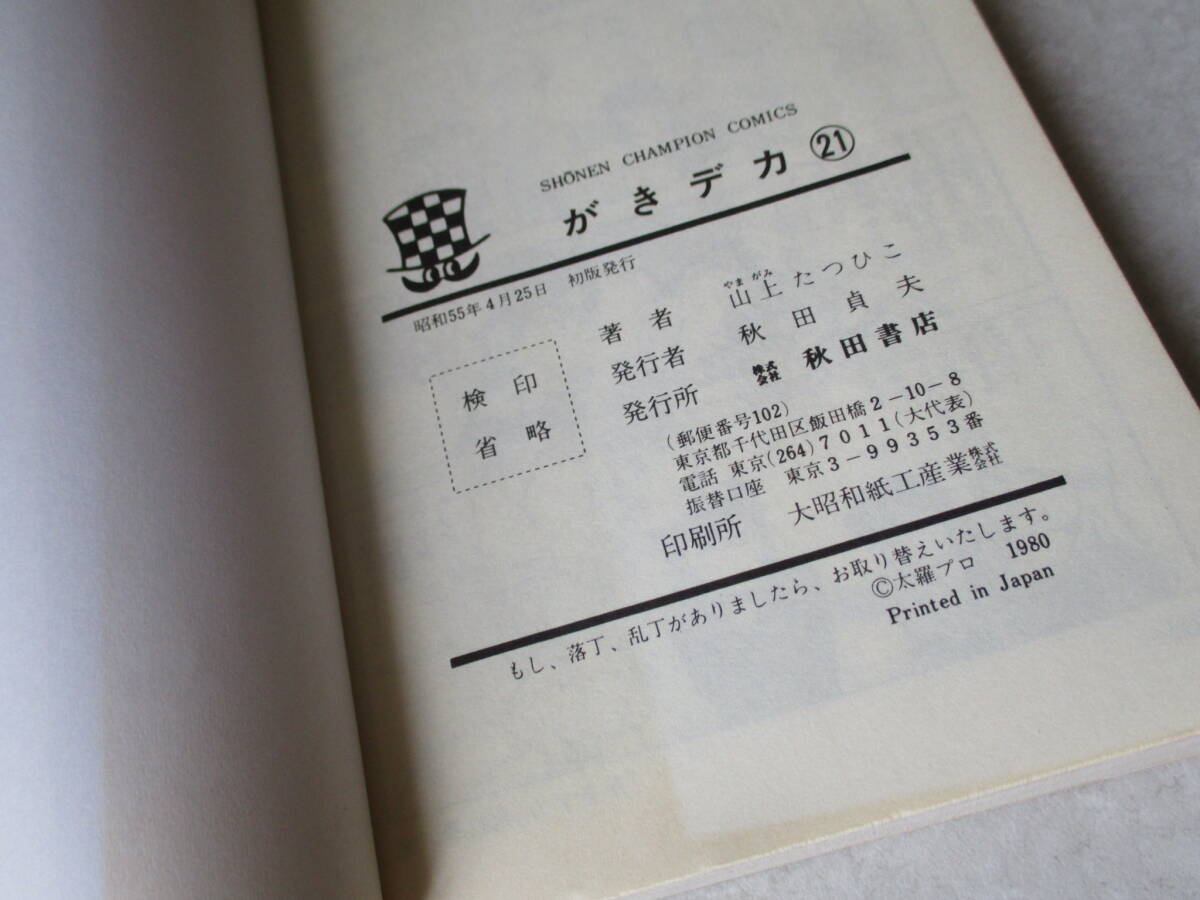 SHŌNEN CHAMPION COMICS
がきデカ ㉑
昭和55年4月25日 初版発行
検印
省略
著者 山上たつひこ
やまがみ
発行者 秋田貞夫
発行所 株式会社 秋田書店
(郵便番号102)
東京都千代田区飯田橋2-10-8
電話 東京(264)7011(大代表)
振替口座 東京3-99353番
印刷所 大昭和紙工産業株式会社
もし、落丁、乱丁がありましたら、お取り替えいたします。
©太羅プロ 1980
Printed in Japan